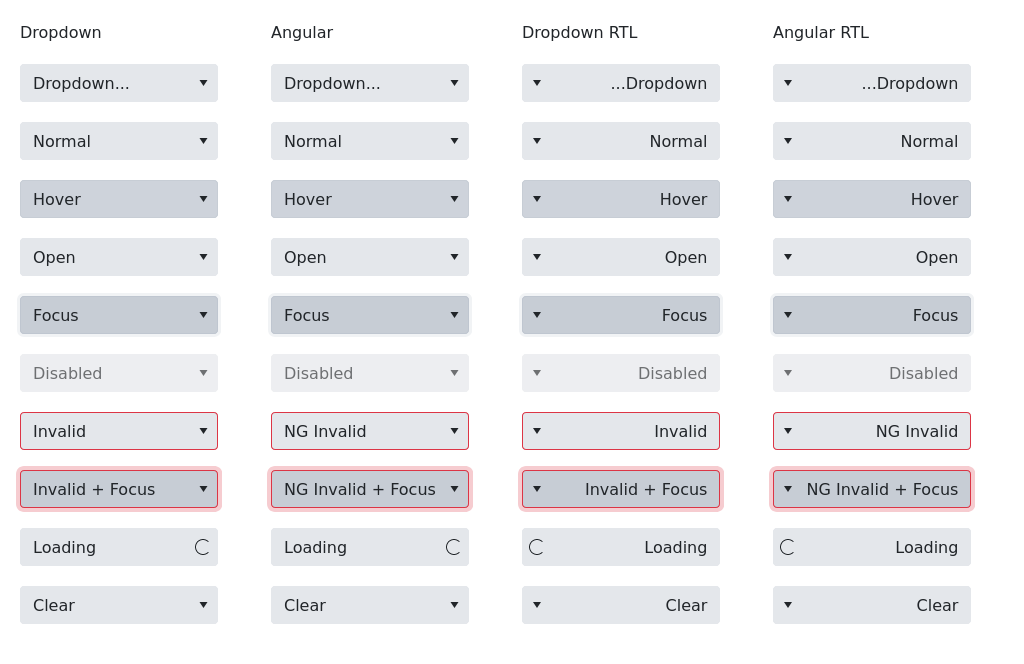 Dropdown Angular Dropdown RTL Angular RTL
Dropdown... Dropdown... ...Dropdown ...Dropdown
Normal Normal Normal Normal
Hover Hover Hover Hover
Open Open Open Open
Focus Focus Focus Focus
Disabled Disabled Disabled Disabled
Invalid NG Invalid Invalid NG Invalid
Invalid + Focus NG Invalid + Focus Invalid + Focus NG Invalid + Focus
Loading Loading Loading Loading
Clear Clear Clear Clear